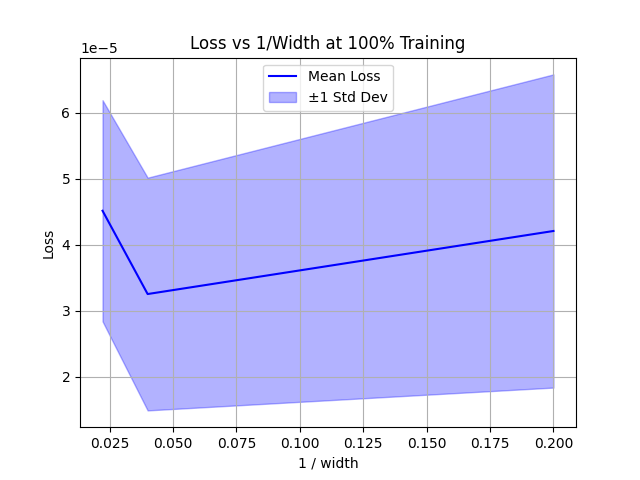 Loss vs 1/Width at 100% Training
1e−5
Mean Loss
±1 Std Dev
6
5
4
3
2
Loss
0.025 0.050 0.075 0.100 0.125 0.150 0.175 0.200
1 / width